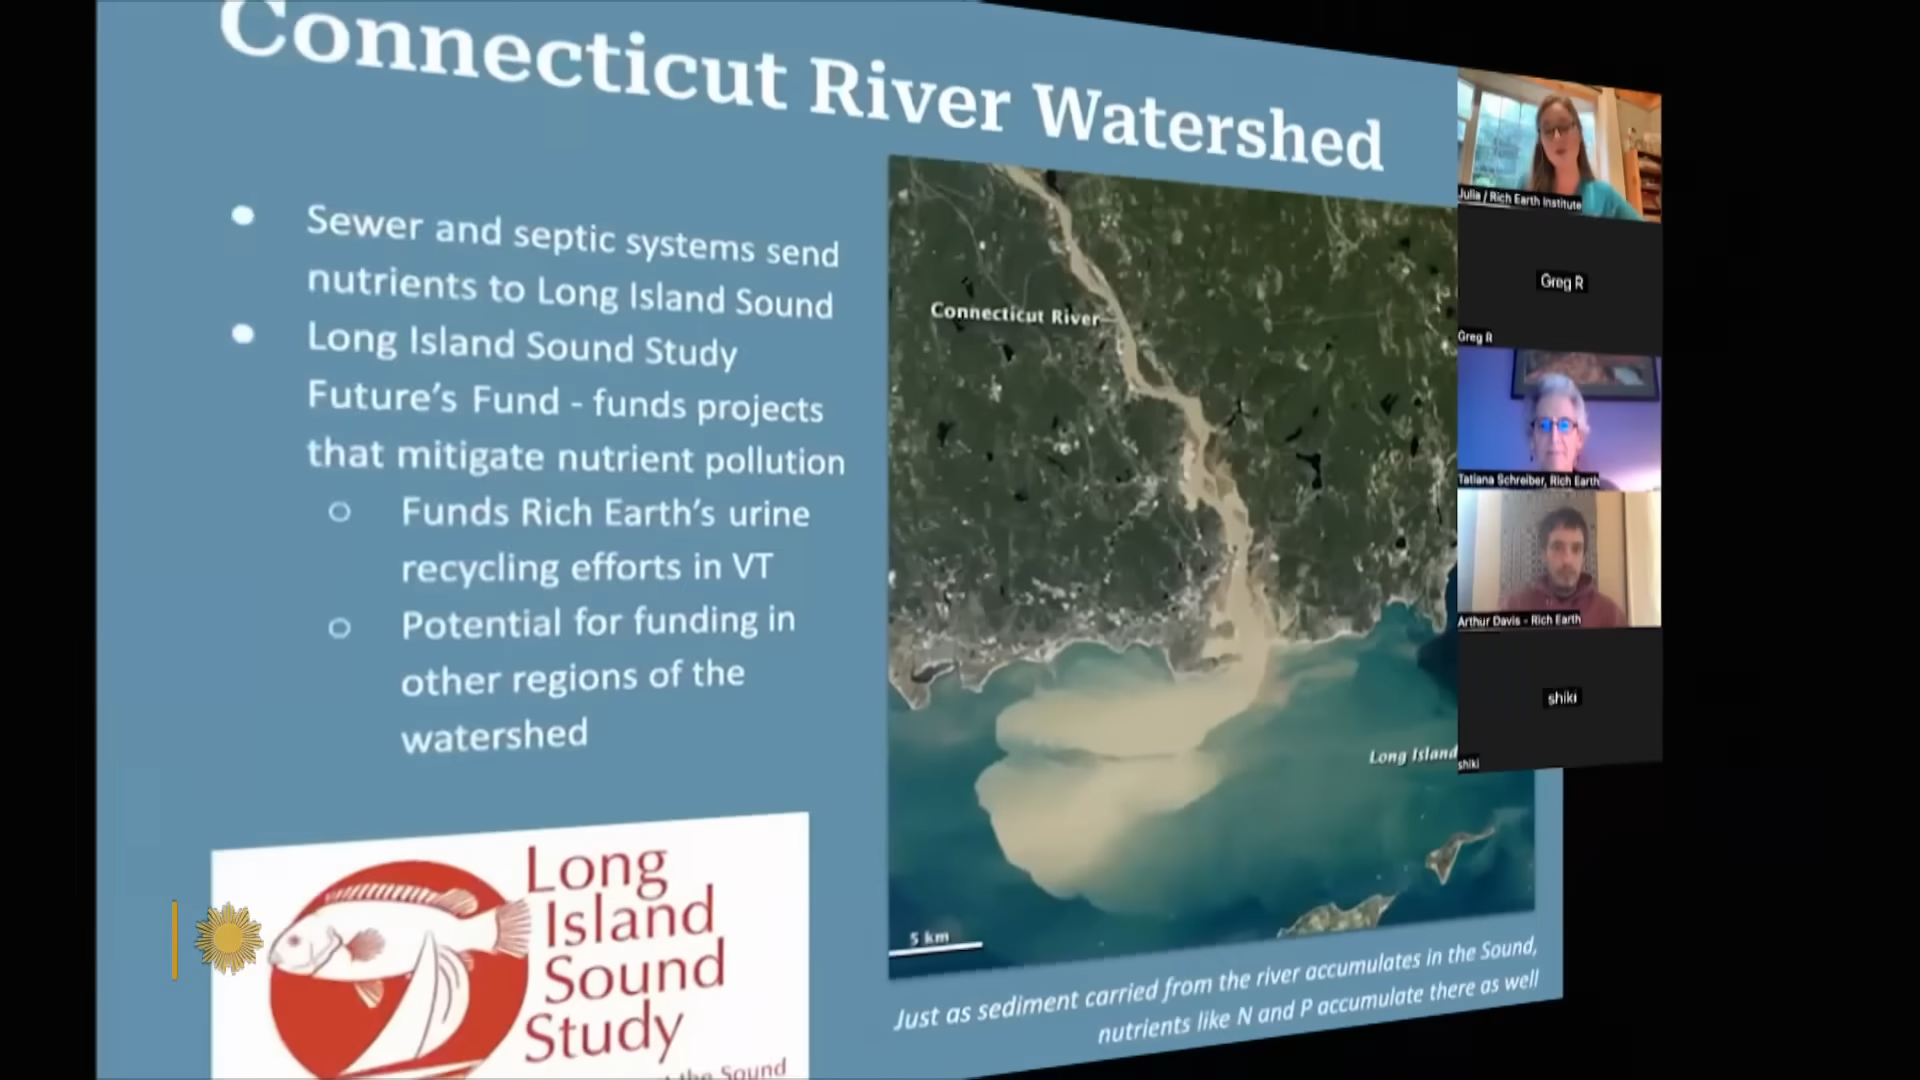 Connecticut River Watershed
Sewer and septic systems send
nutrients to Long Island Sound
Long Island Sound Study
Future's Fund - funds projects
that mitigate nutrient pollution
Funds Rich Earth's urine
recycling efforts in VT
Potential for funding in
other regions of the
watershed
Long
Island
Sound
Study
the Sound
Connecticut River
Long Island
5 km
Just as sediment carried from the river accumulates in the Sound,
nutrients like N and P accumulate there as well
Julia / Rich Earth Institute
Greg R
Greg R
Tatiana Schreiber, Rich Earth
Arthur Davis - Rich Earth
shiki
shiki